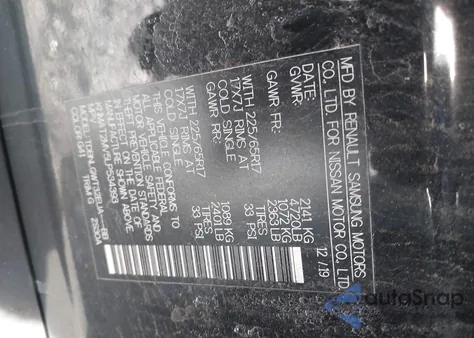 MFD BY RENAULT SAMSUNG MOTORS
CO., LTD. FOR NISSAN MOTOR CO., LTD.
DATE: 12/19
GVWR: 2141 KG
4720LB
GAWR FR: 1072 KG
2363LB
WITH 225/65R17 TIRES
17X7J RIMS AT 33 PSI
COLD SINGLE
GAWR RR: 1089 KG
2401LB
WITH 225/65R17 TIRES
17X7J RIMS AT 33 PSI
COLD SINGLE
THIS VEHICLE CONFORMS TO
ALL APPLICABLE FEDERAL
MOTOR VEHICLE SAFETY AND
THEFT PREVENTION STANDARDS
IN EFFECT ON THE DATE OF
MANUFACTURE SHOWN ABOVE.
MPV
COLOR: G41 TRIM: G
autoSnap